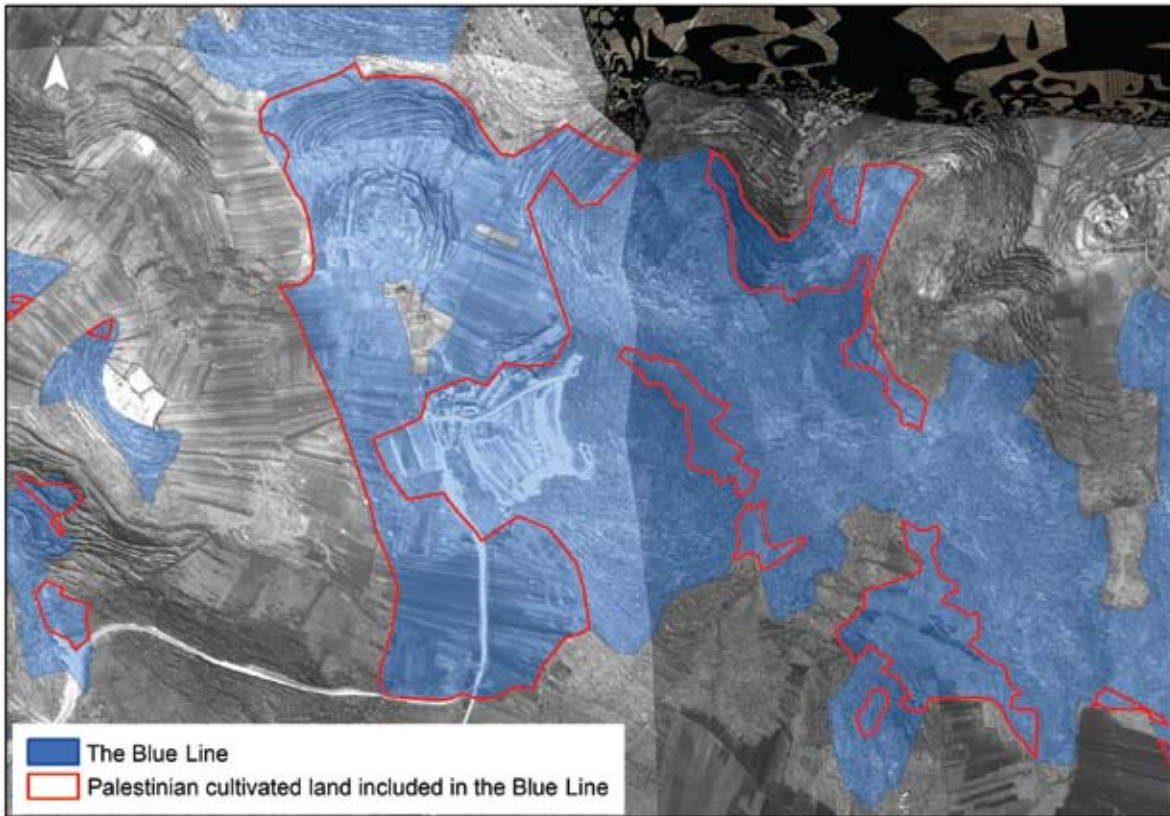 N
The Blue Line
Palestinian cultivated land included in the Blue Line